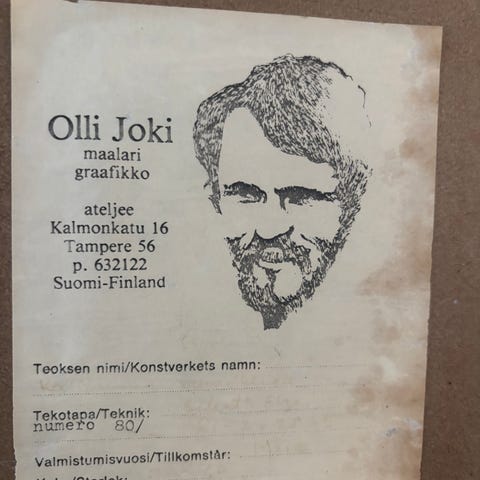 Olli Joki
maalari
graafikko
ateljee
Kalmonkatu 16
Tampere 56
p. 632122
Suomi-Finland
Teoksen nimi/Konstverkets namn:
Tekotapa/Teknik:
numero 80/
Valmistumisvuosi/Tillkomstår: